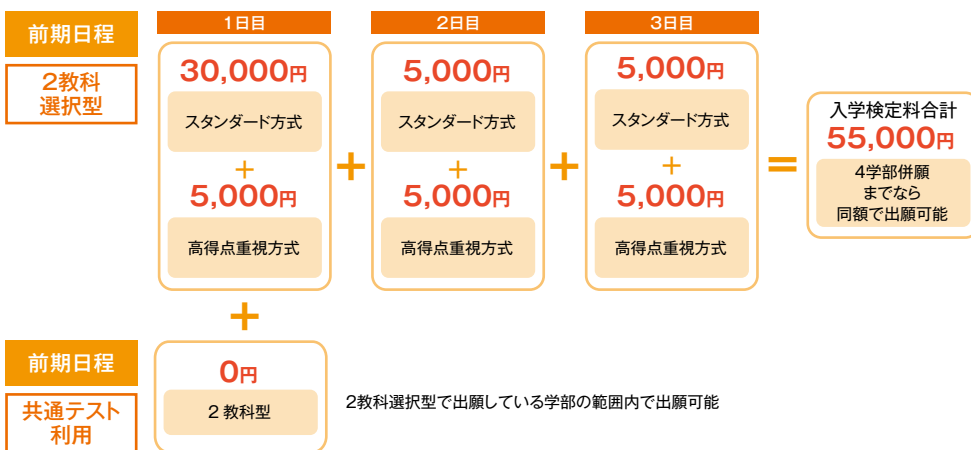 前期日程
2教科
選択型
1日目
30,000円
スタンダード方式
+
5,000円
高得点重視方式
+
2日目
5,000円
スタンダード方式
+
5,000円
高得点重視方式
+
3日目
5,000円
スタンダード方式
+
5,000円
高得点重視方式
=
入学検定料合計
55,000円
4学部併願
までなら
同額で出願可能
+
前期日程
共通テスト
利用
0円
2教科型
2教科選択型で出願している学部の範囲内で出願可能